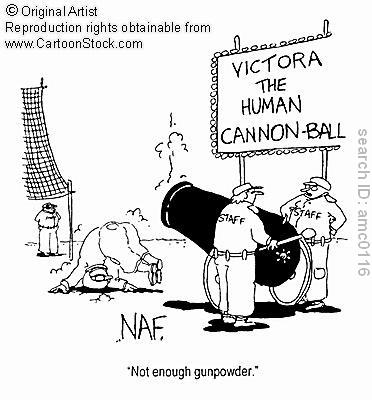 © Original Artist
Reproduction rights obtainable from
www.CartoonStock.com
VICTORA
THE
HUMAN
CANNON-BALL
STAFF
STAFF
NAF.
"Not enough gunpowder."
search ID: amc0116